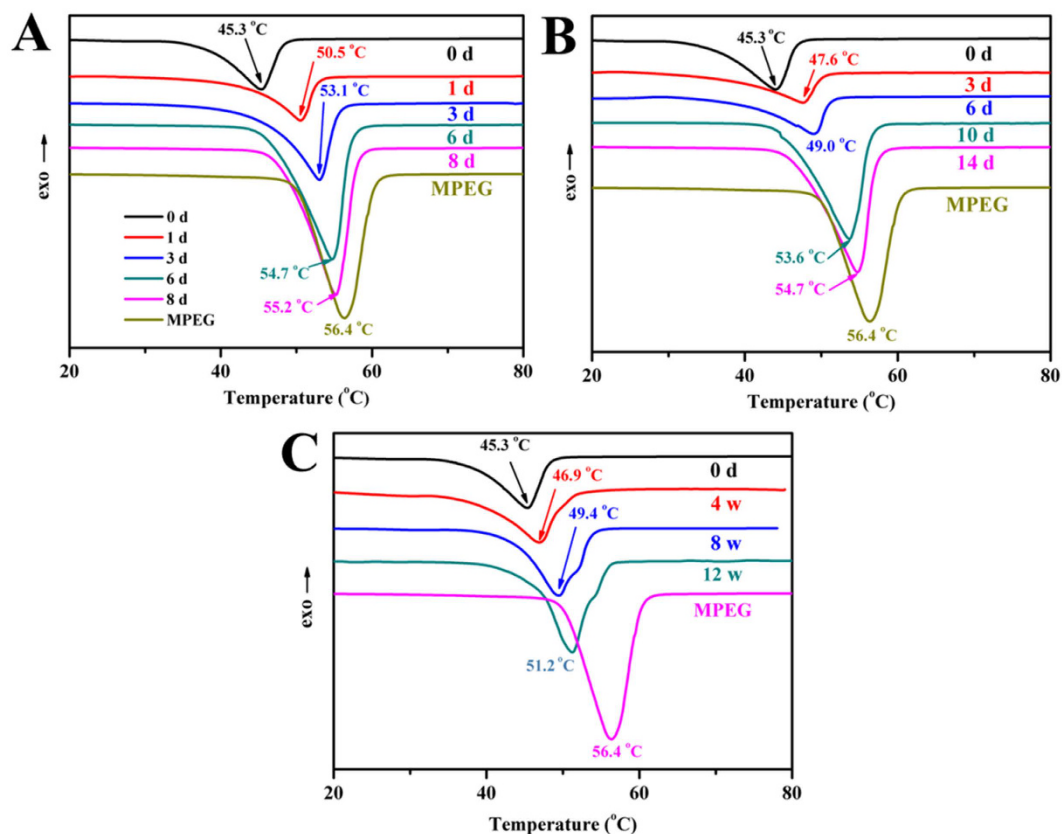 A
45.3 °C
0 d
50.5 °C
1 d
53.1 °C
3 d
6 d
8 d
MPEG
exo →
0 d
1 d
3 d
6 d
8 d
MPEG
54.7 °C
55.2 °C
56.4 °C
20 40 60 80
Temperature (°C)
B
45.3 °C
0 d
47.6 °C
3 d
6 d
49.0 °C
10 d
14 d
MPEG
exo →
53.6 °C
54.7 °C
56.4 °C
20 40 60 80
Temperature (°C)
C
45.3 °C
0 d
46.9 °C
4 w
49.4 °C
8 w
12 w
MPEG
exo →
51.2 °C
56.4 °C
20 40 60 80
Temperature (°C)